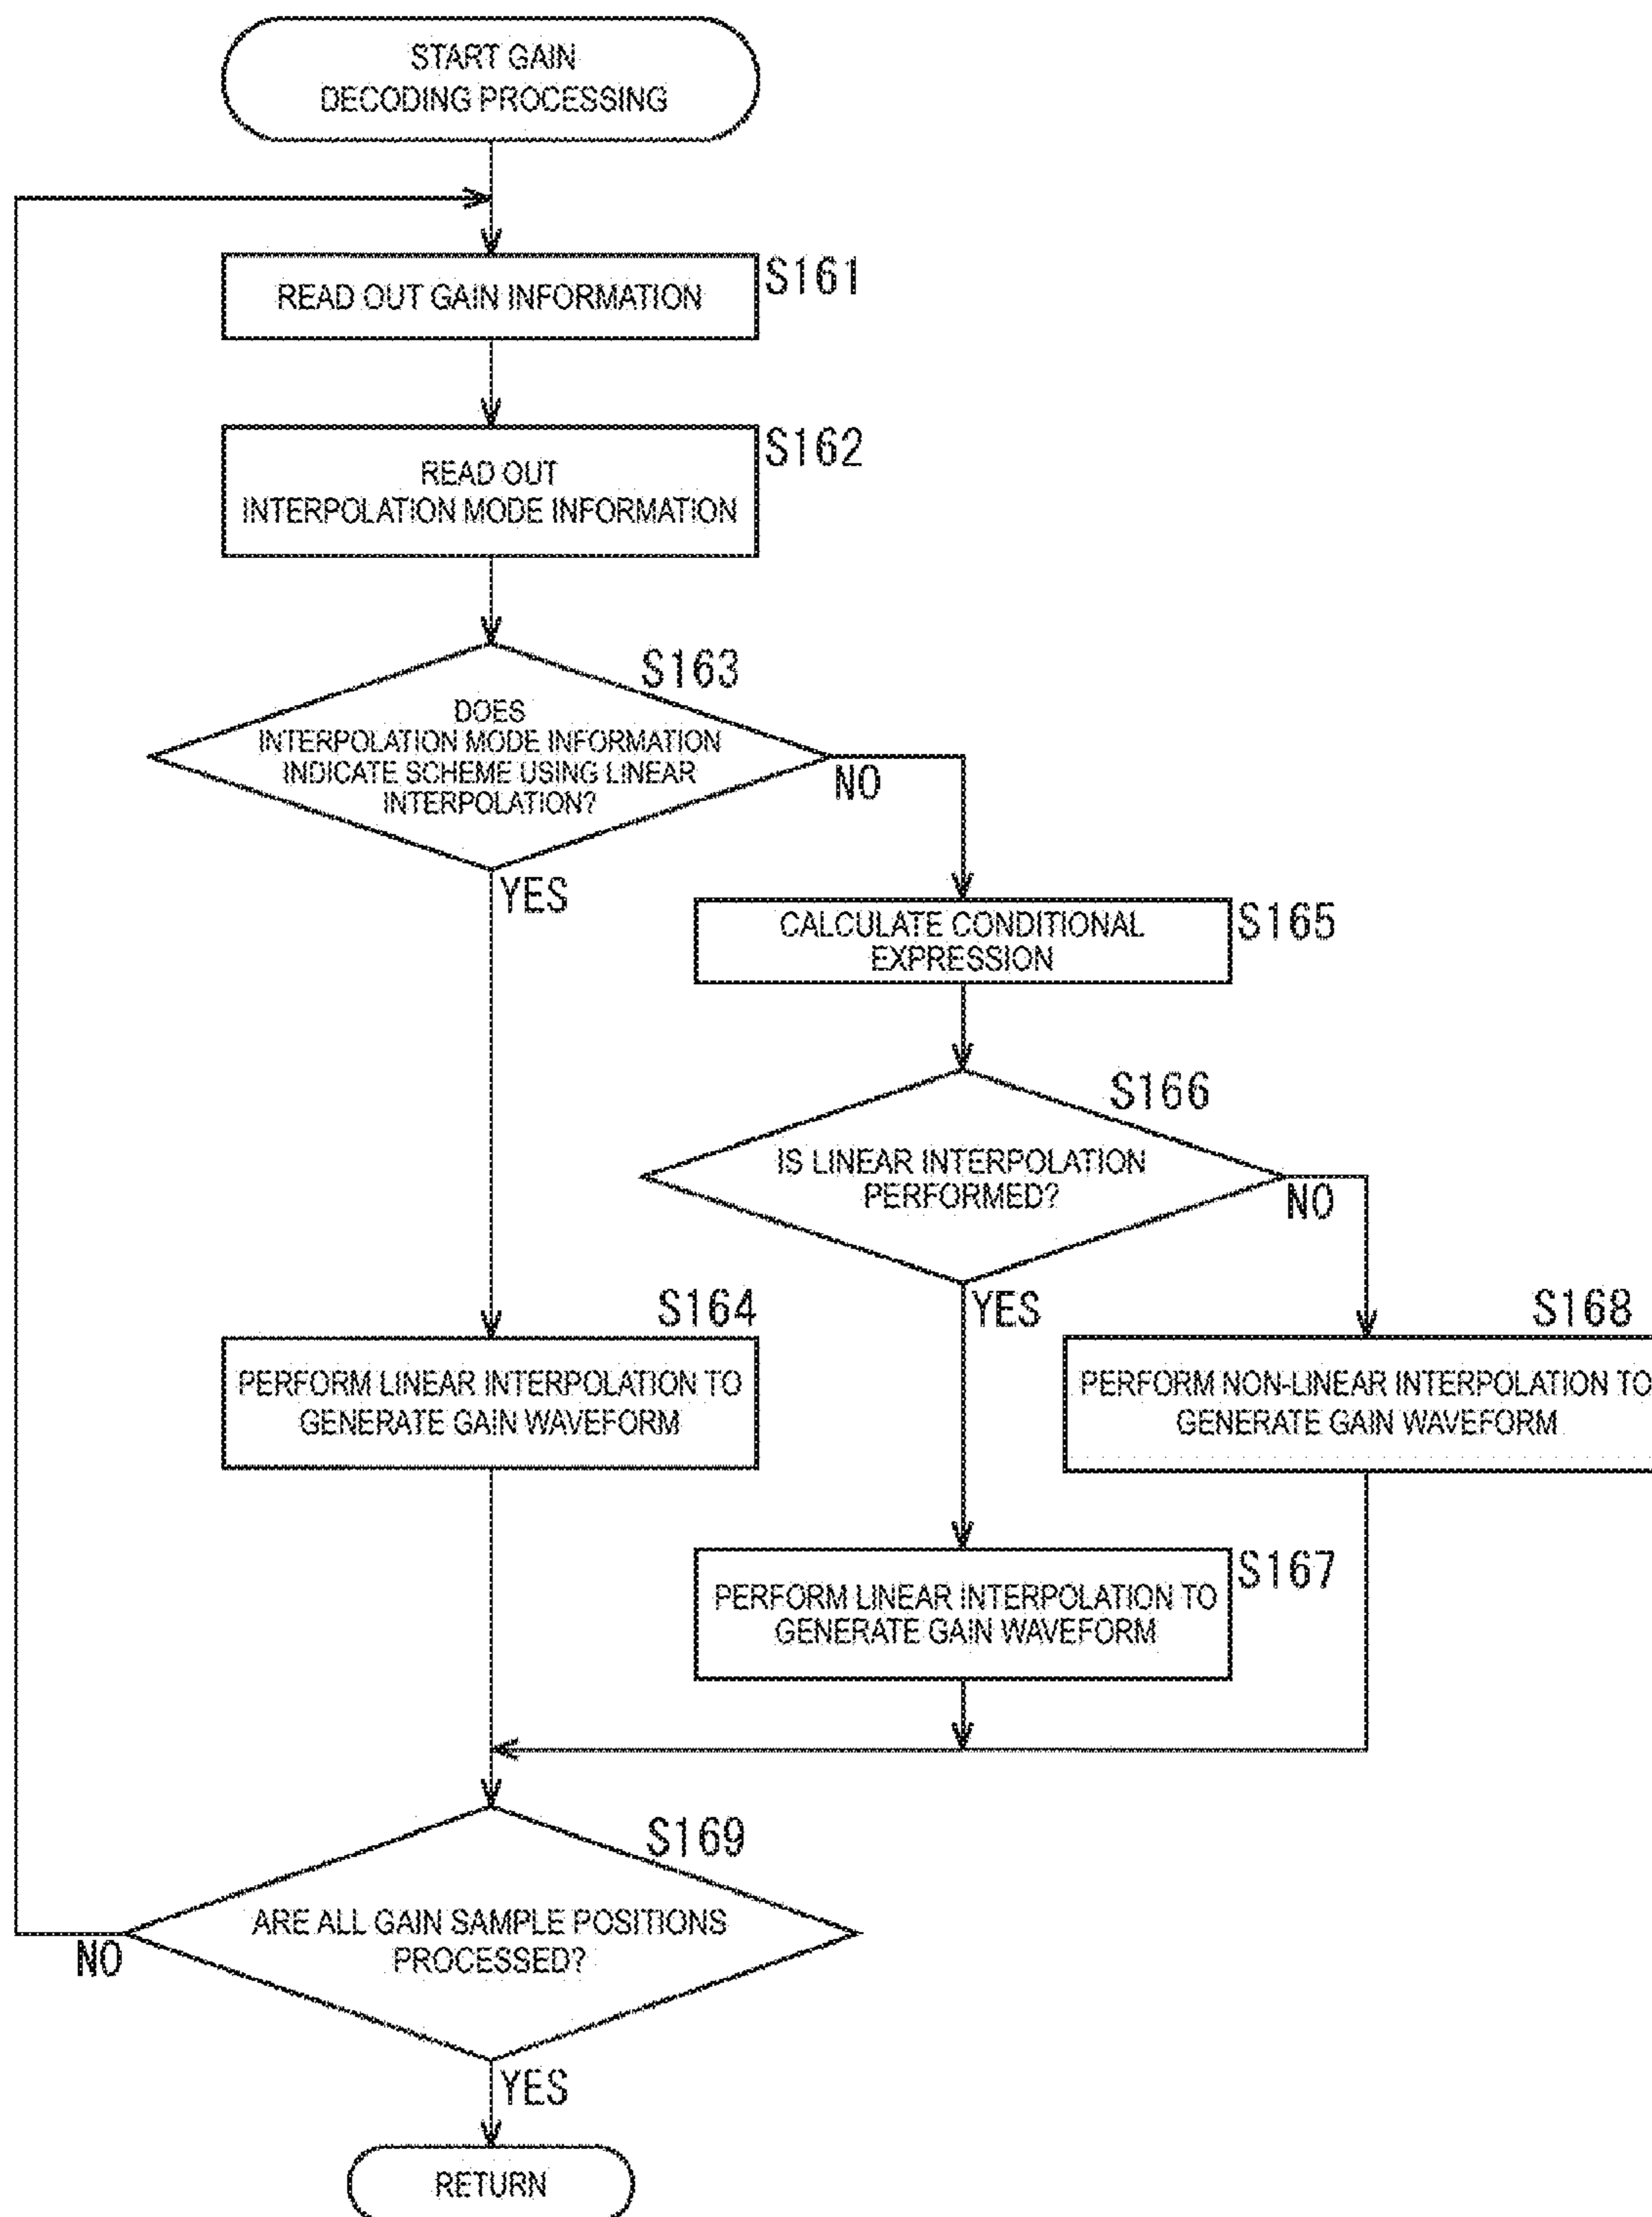 START GAIN
DECODING PROCESSING
S161
READ OUT GAIN INFORMATION
S162
READ OUT
INTERPOLATION MODE INFORMATION
S163
DOES
INTERPOLATION MODE INFORMATION
INDICATE SCHEME USING LINEAR
INTERPOLATION?
NO
YES
CALCULATE CONDITIONAL
EXPRESSION
S165
S166
IS LINEAR INTERPOLATION
PERFORMED?
NO
YES
S164
PERFORM LINEAR INTERPOLATION TO
GENERATE GAIN WAVEFORM
S168
PERFORM NON-LINEAR INTERPOLATION TO
GENERATE GAIN WAVEFORM
S167
PERFORM LINEAR INTERPOLATION TO
GENERATE GAIN WAVEFORM
S169
ARE ALL GAIN SAMPLE POSITIONS
PROCESSED?
NO
YES
RETURN